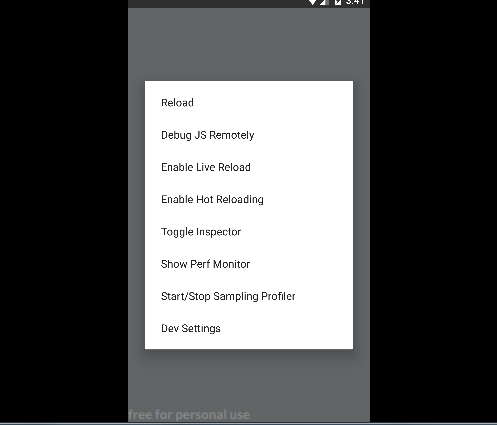 3:41
Reload
Debug JS Remotely
Enable Live Reload
Enable Hot Reloading
Toggle Inspector
Show Perf Monitor
Start/Stop Sampling Profiler
Dev Settings
free for personal use